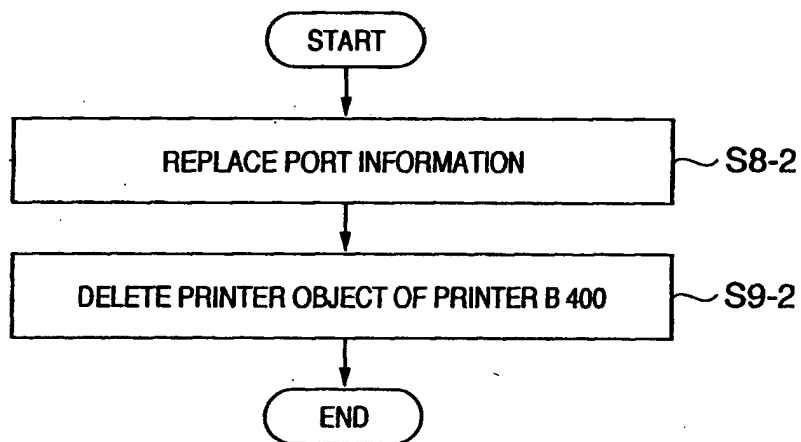 START
REPLACE PORT INFORMATION
S8-2
DELETE PRINTER OBJECT OF PRINTER B 400
S9-2
END